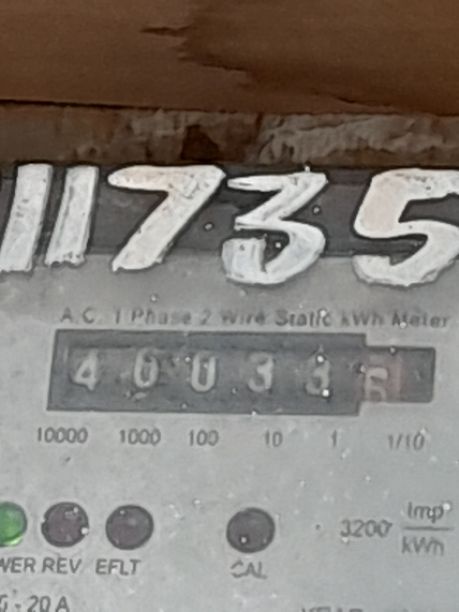 11735
A.C. 1 Phase 2 Wire Static kWh Meter
4 0 0 3 3 6
10000 1000 100 10 1 1/10
3200 Imp/kWh
WER REV EFLT CAL
20 A